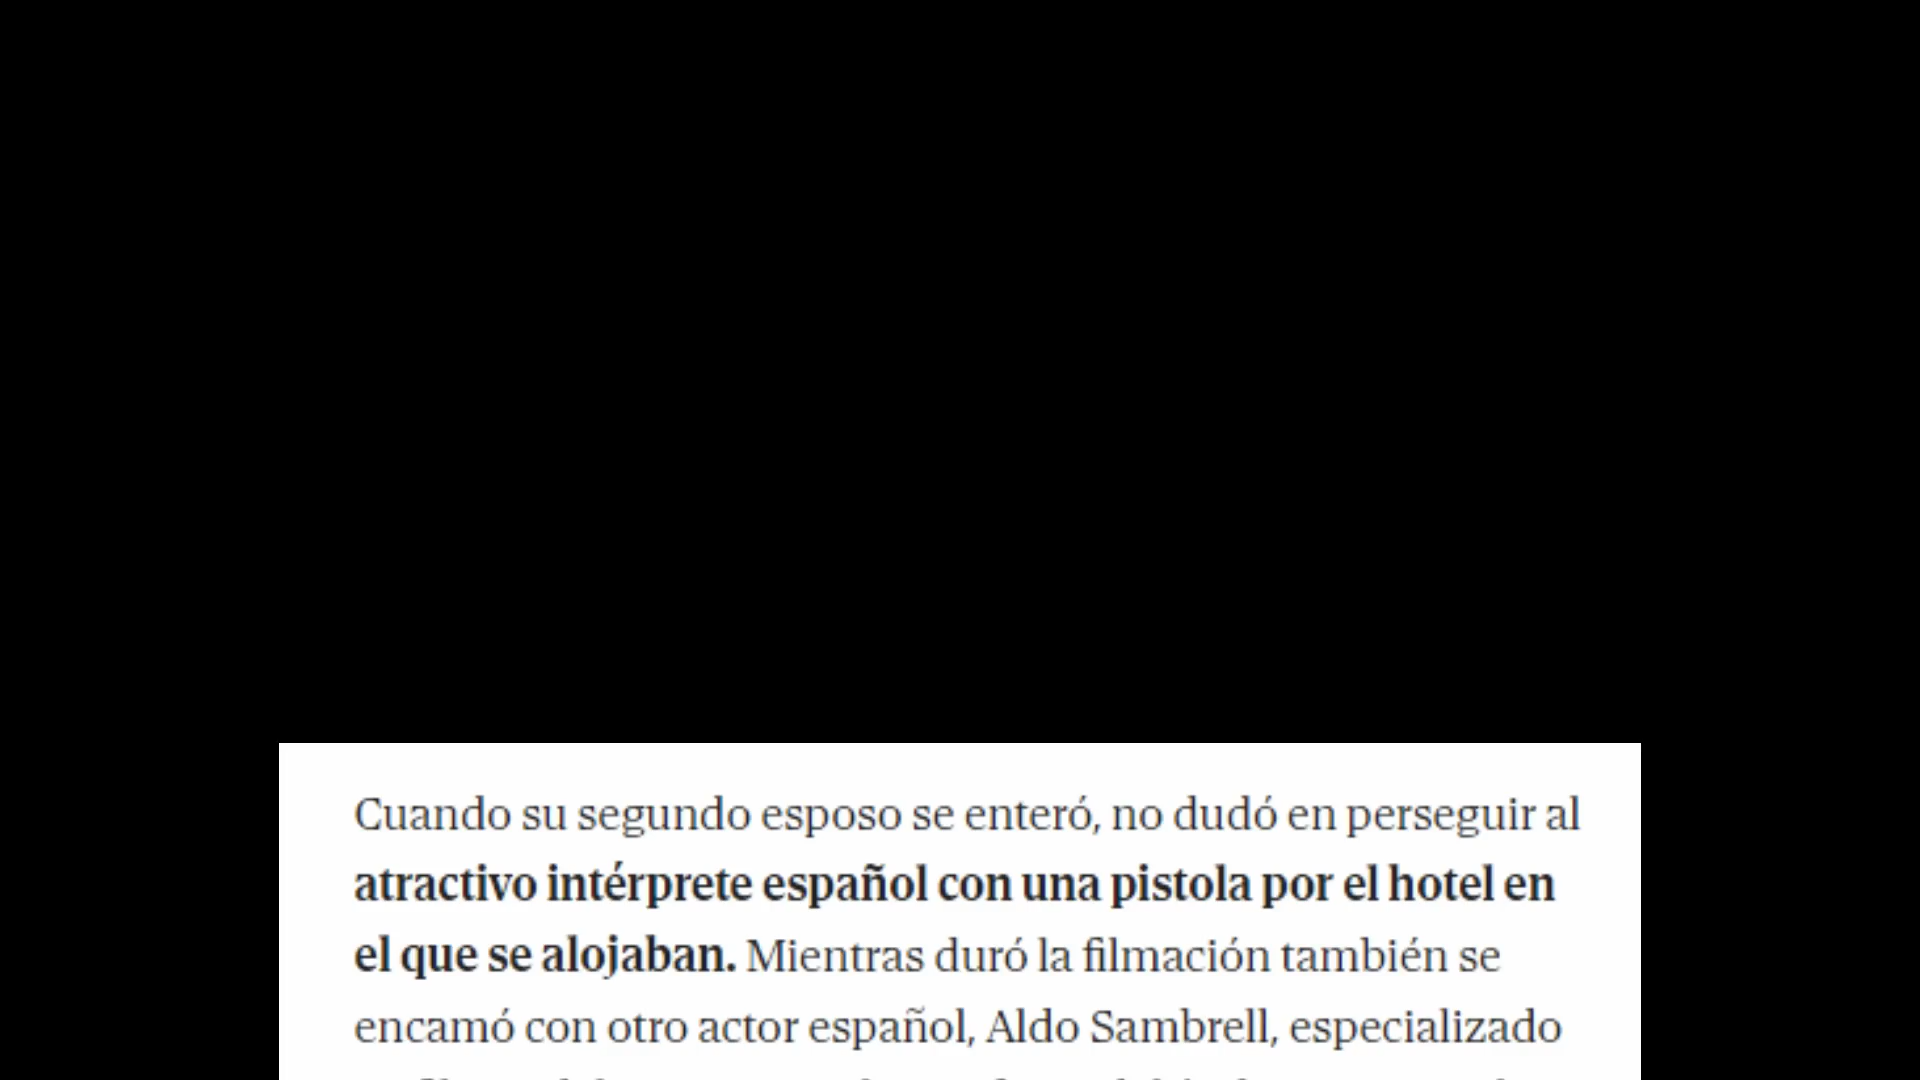 Cuando su segundo esposo se enteró, no dudó en perseguir al
atractivo intérprete español con una pistola por el hotel en
el que se alojaban. Mientras duró la filmación también se
encamó con otro actor español, Aldo Sambrell, especializado